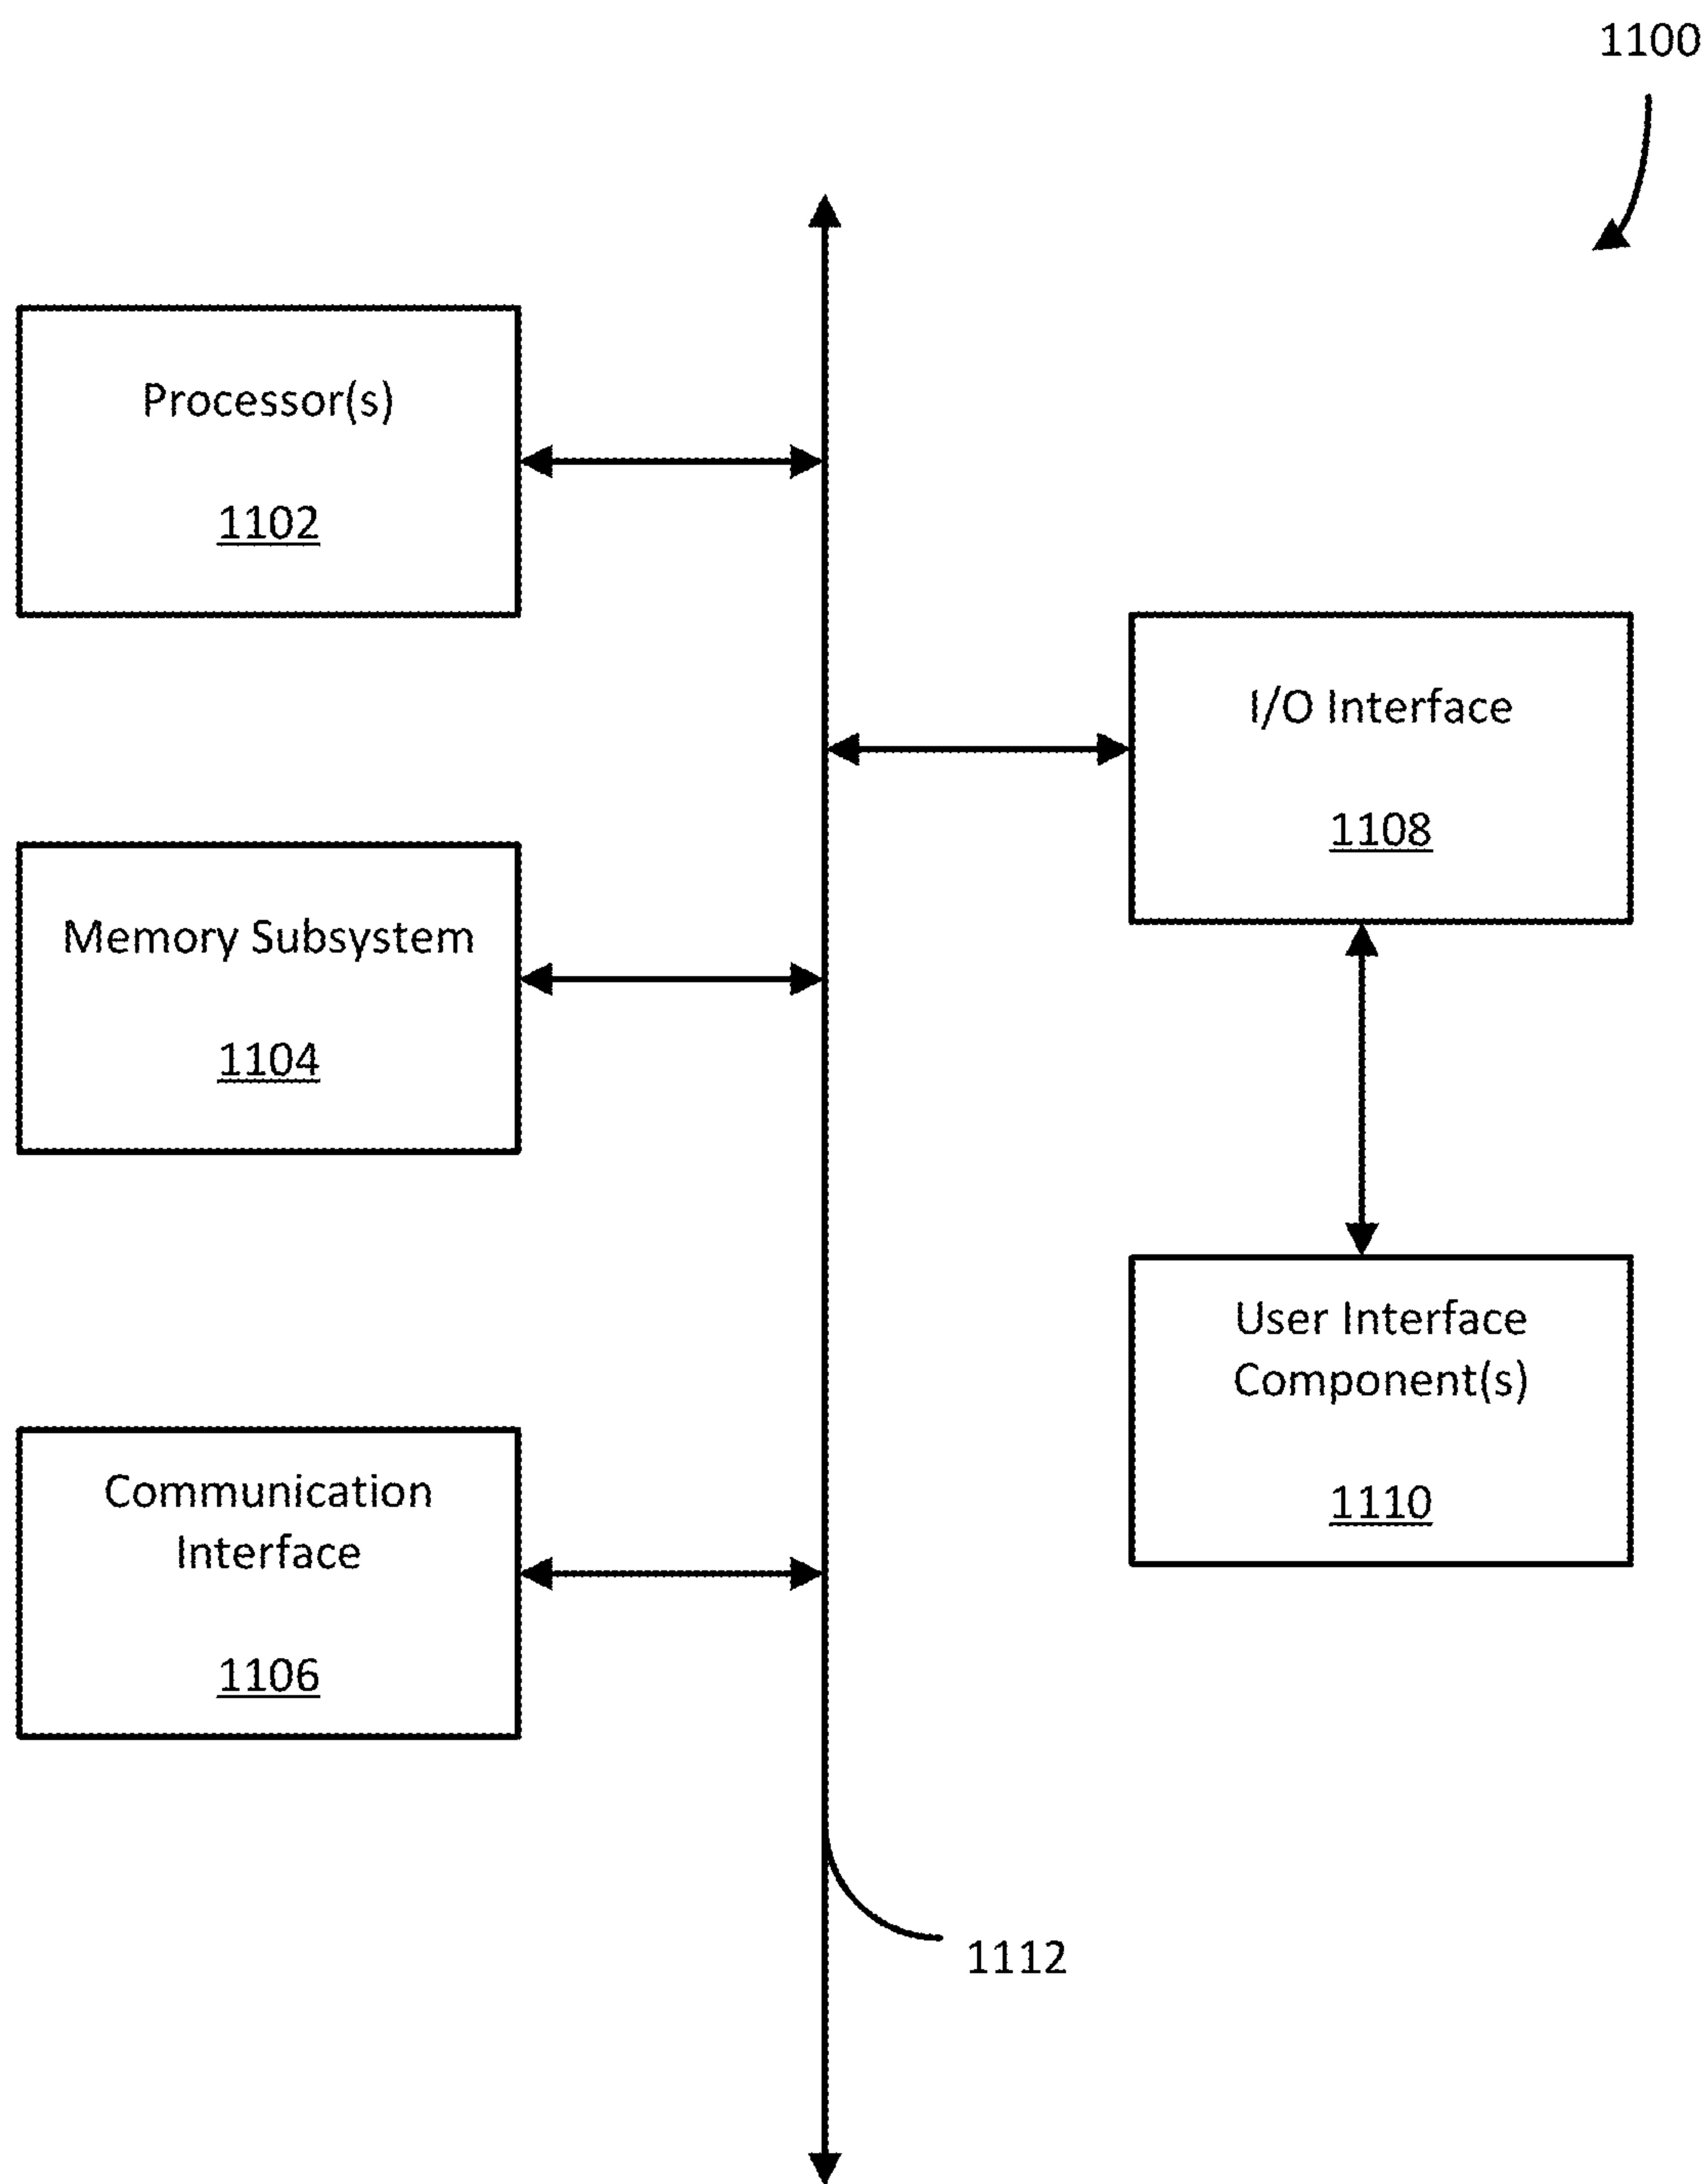 1100
Processor(s)
1102
I/O Interface
1108
Memory Subsystem
1104
User Interface
Component(s)
1110
Communication
Interface
1106
1112